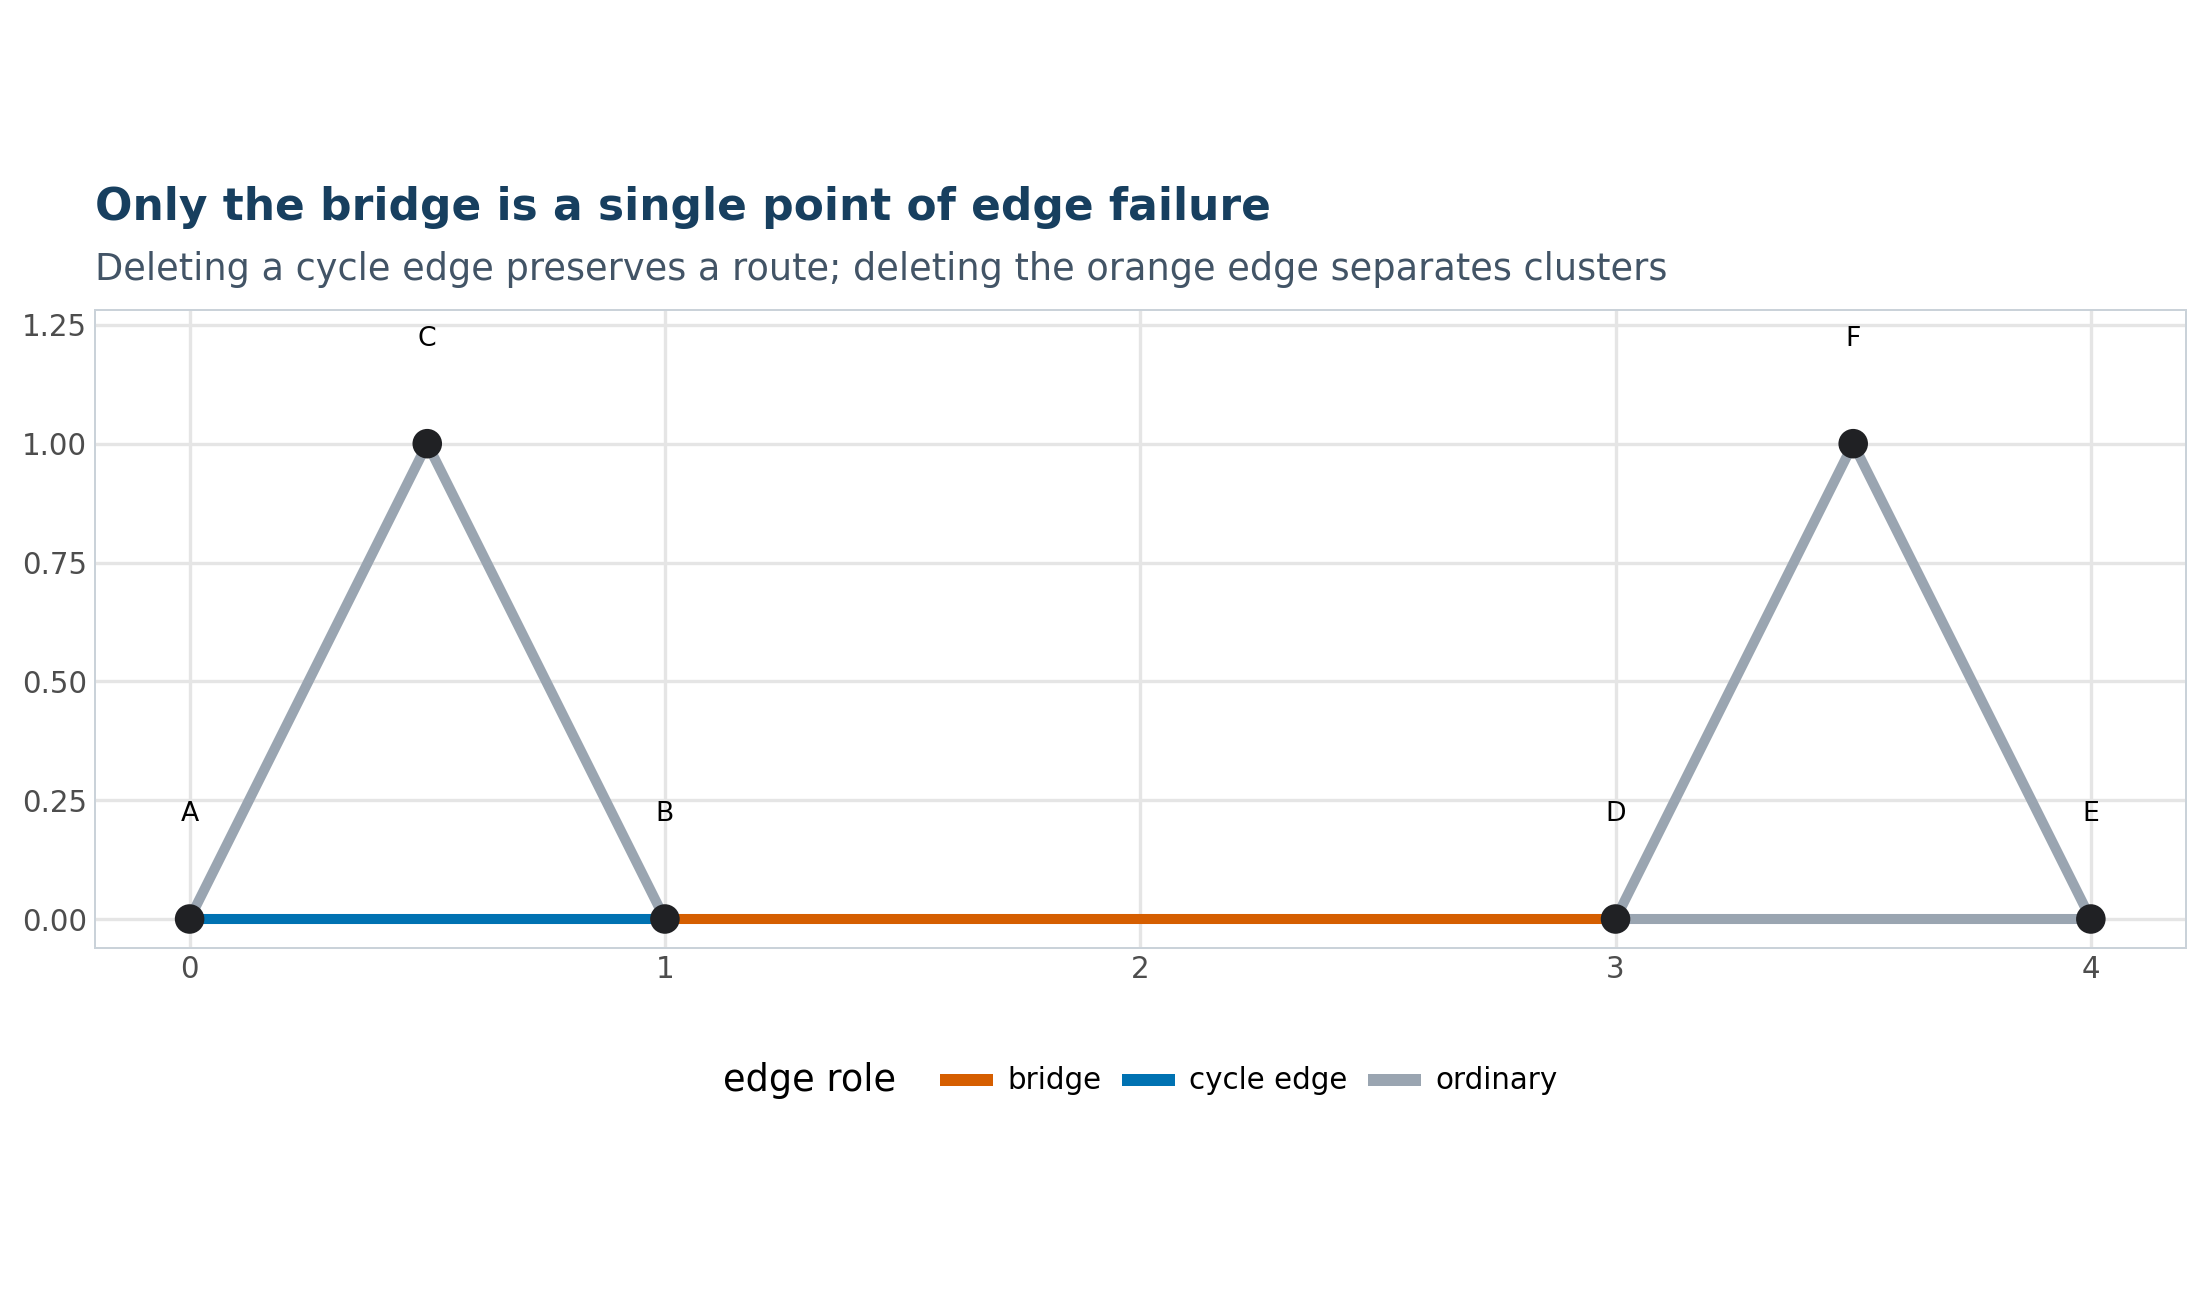 Only the bridge is a single point of edge failure
Deleting a cycle edge preserves a route; deleting the orange edge separates clusters
1.25
C
F
1.00
0.75
0.50
0.25
A
B
D
E
0.00
0 1 2 3 4
edge role bridge cycle edge ordinary